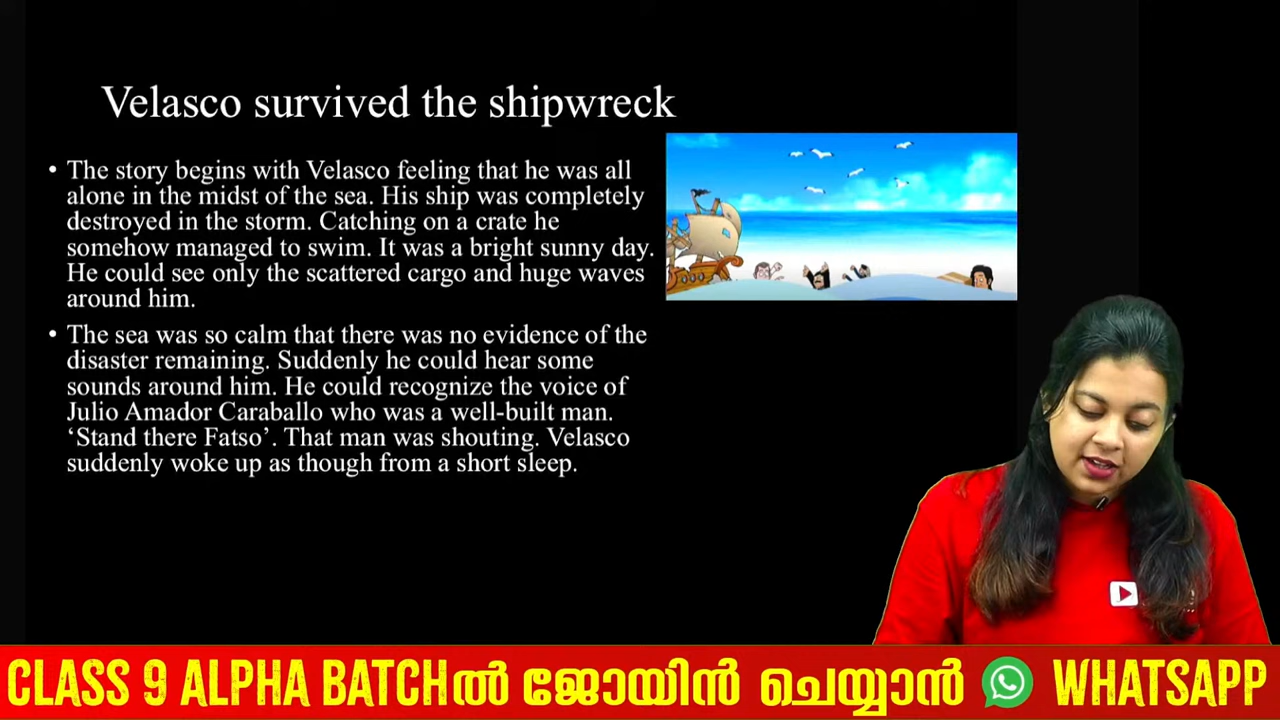 Velasco survived the shipwreck
• The story begins with Velasco feeling that he was all
alone in the midst of the sea. His ship was completely
destroyed in the storm. Catching on a crate he
somehow managed to swim. It was a bright sunny day.
He could see only the scattered cargo and huge waves
around him.
• The sea was so calm that there was no evidence of the
disaster remaining. Suddenly he could hear some
sounds around him. He could recognize the voice of
Julio Amador Caraballo who was a well-built man.
‘Stand there Fatso’. That man was shouting. Velasco
suddenly woke up as though from a short sleep.
CLASS 9 ALPHA BATCHൽ ജോയിൻ ചെയ്യാൻ WHATSAPP